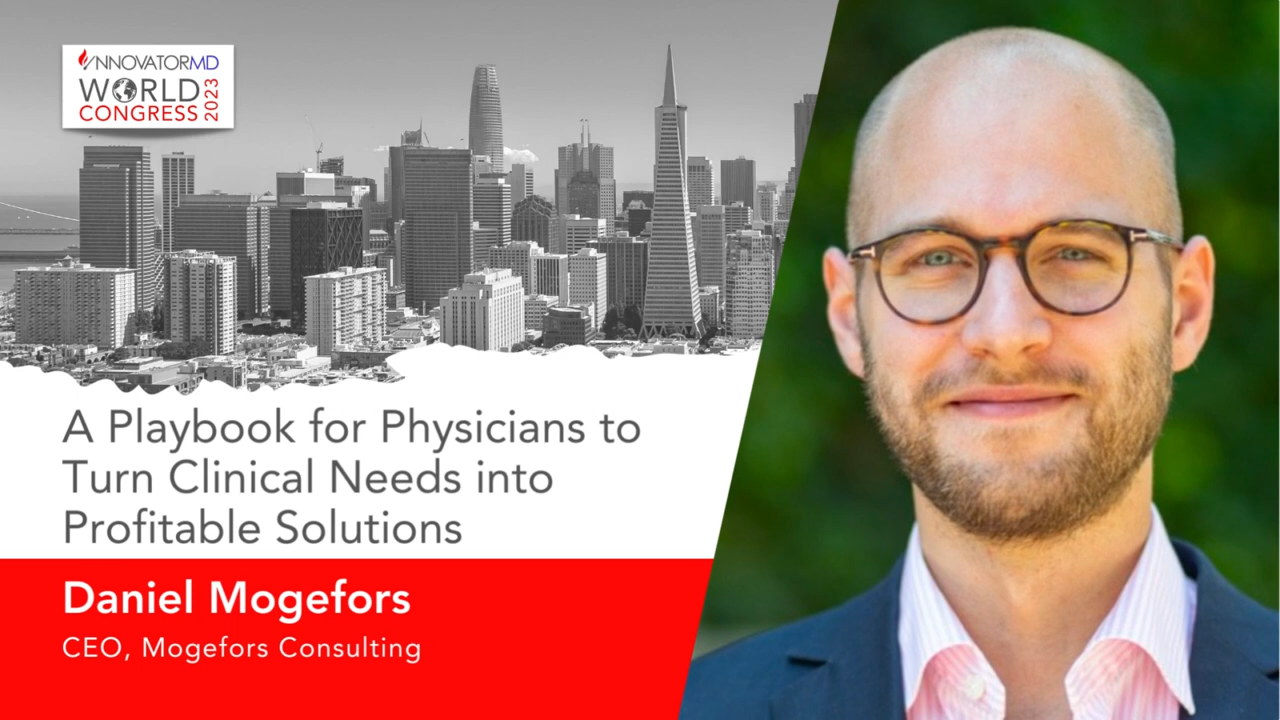 INNOVATORMD
WORLD
CONGRESS 2023
A Playbook for Physicians to
Turn Clinical Needs into
Profitable Solutions
Daniel Mogefors
CEO, Mogefors Consulting